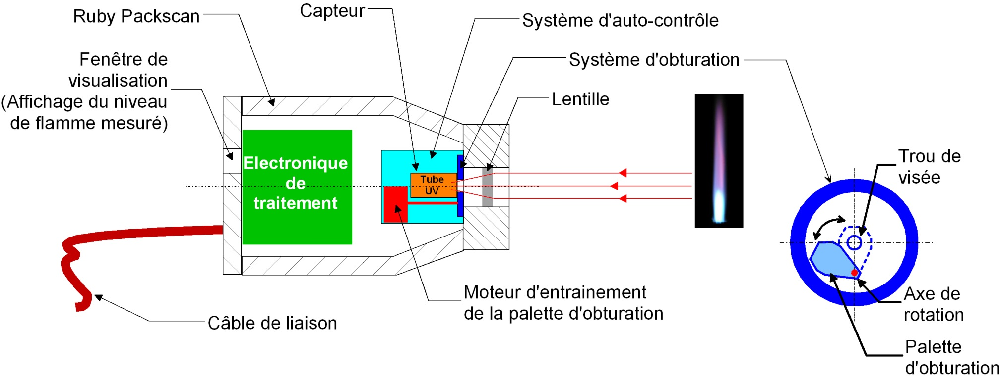 Ruby Packscan
Capteur
Système d'auto-contrôle
Fenêtre de
visualisation
(Affichage du niveau
de flamme mesuré)
Système d'obturation
Lentille
Electronique
de
traitement
Tube
UV
Trou de
visée
Moteur d'entrainement
de la palette d'obturation
Câble de liaison
Axe de
rotation
Palette
d'obturation